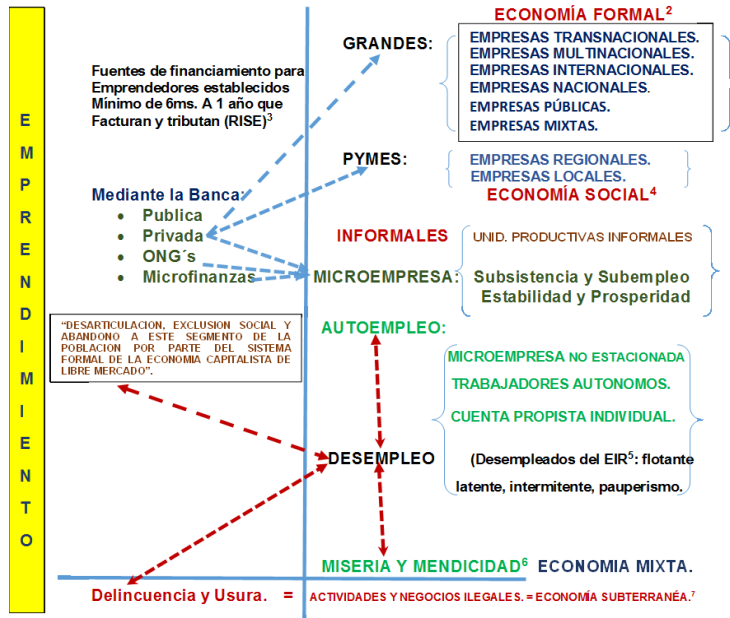 EMPRENDIMIENTO
ECONOMÍA FORMAL²
GRANDES:
EMPRESAS TRANSNACIONALES.
EMPRESAS MULTINACIONALES.
EMPRESAS INTERNACIONALES.
EMPRESAS NACIONALES.
EMPRESAS PÚBLICAS.
EMPRESAS MIXTAS.
Fuentes de financiamiento para
Emprendedores establecidos
Mínimo de 6ms. A 1 año que
Facturan y tributan (RISE)³
PYMES:
EMPRESAS REGIONALES.
EMPRESAS LOCALES.
ECONOMÍA SOCIAL⁴
Mediante la Banca:
• Publica
• Privada
• ONG´s
• Microfinanzas
INFORMALES
UNID. PRODUCTIVAS INFORMALES
MICROEMPRESA:
Subsistencia y Subempleo
Estabilidad y Prosperidad
"DESARTICULACION, EXCLUSION SOCIAL Y
ABANDONO A ESTE SEGMENTO DE LA
POBLACION POR PARTE DEL SISTEMA
FORMAL DE LA ECONOMIA CAPITALISTA DE
LIBRE MERCADO".
AUTOEMPLEO:
MICROEMPRESA NO ESTACIONADA
TRABAJADORES AUTONOMOS.
CUENTA PROPISTA INDIVIDUAL.
DESEMPLEO
(Desempleados del EIR⁵: flotante
latente, intermitente, pauperismo.
MISERIA Y MENDICIDAD⁶ ECONOMIA MIXTA.
Delincuencia y Usura. = ACTIVIDADES Y NEGOCIOS ILEGALES. = ECONOMÍA SUBTERRANÉA.⁷